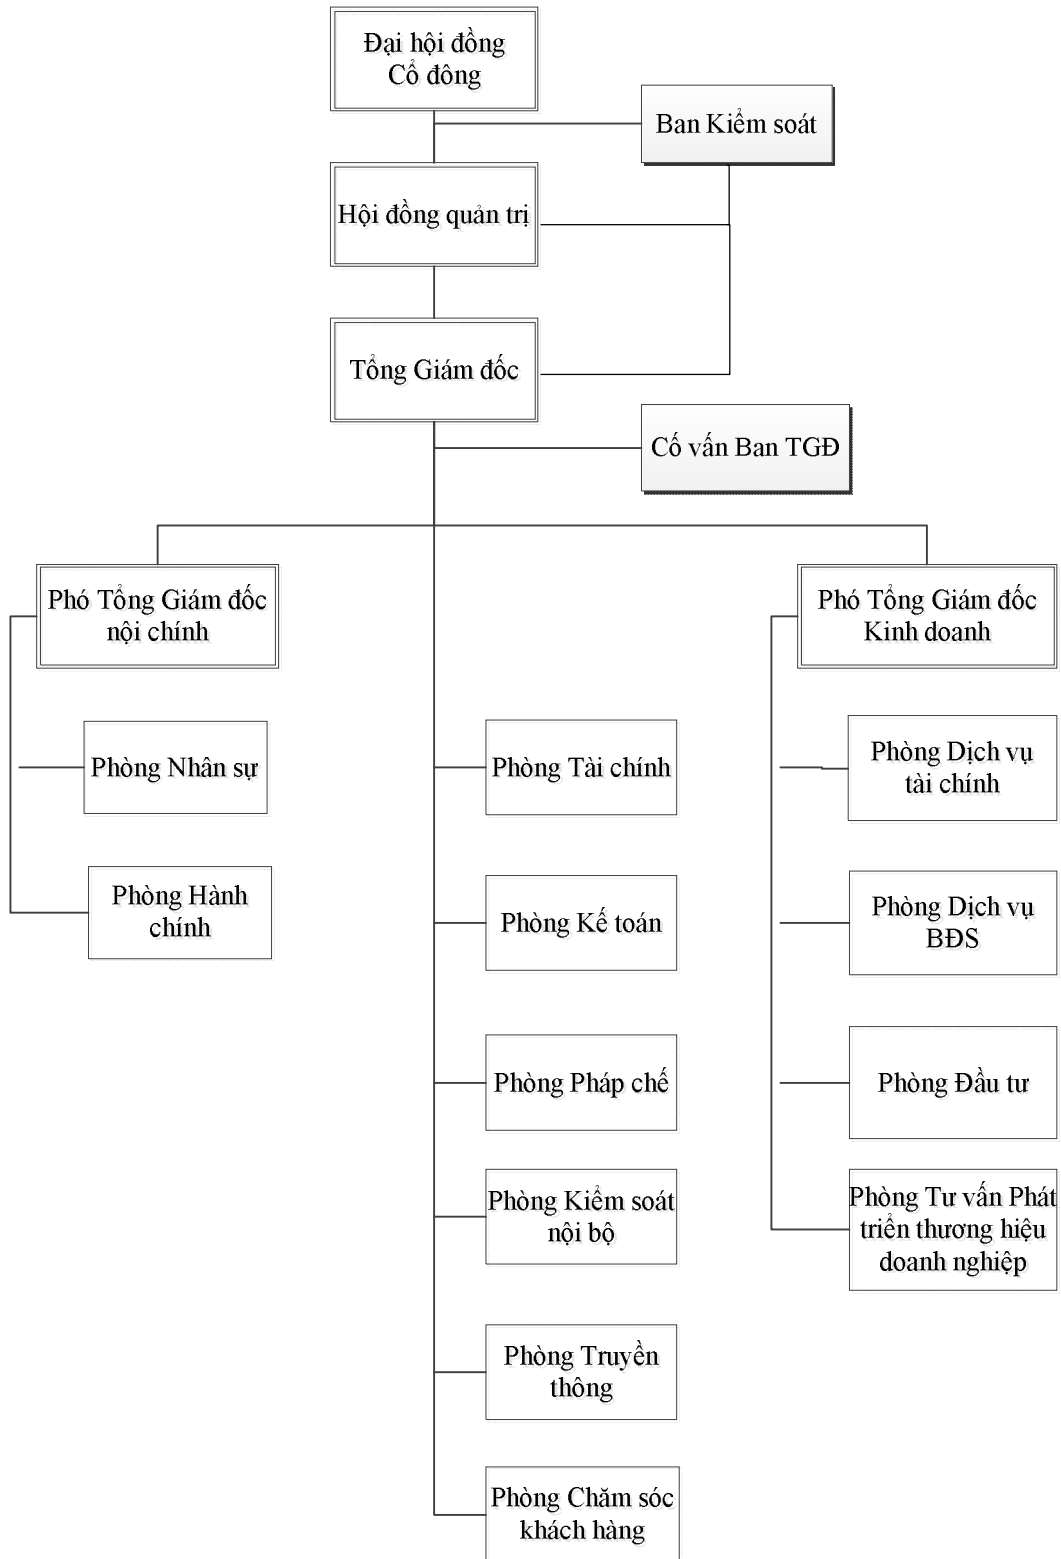 Đại hội đồng
Cổ đông
Ban Kiểm soát
Hội đồng quản trị
Tổng Giám đốc
Cố vấn Ban TGĐ
Phó Tổng Giám đốc
nội chính
Phó Tổng Giám đốc
Kinh doanh
Phòng Nhân sự
Phòng Hành
chính
Phòng Tài chính
Phòng Kế toán
Phòng Pháp chế
Phòng Kiểm soát
nội bộ
Phòng Truyền
thông
Phòng Chăm sóc
khách hàng
Phòng Dịch vụ
tài chính
Phòng Dịch vụ
BĐS
Phòng Đầu tư
Phòng Tư vấn Phát
triển thương hiệu
doanh nghiệp